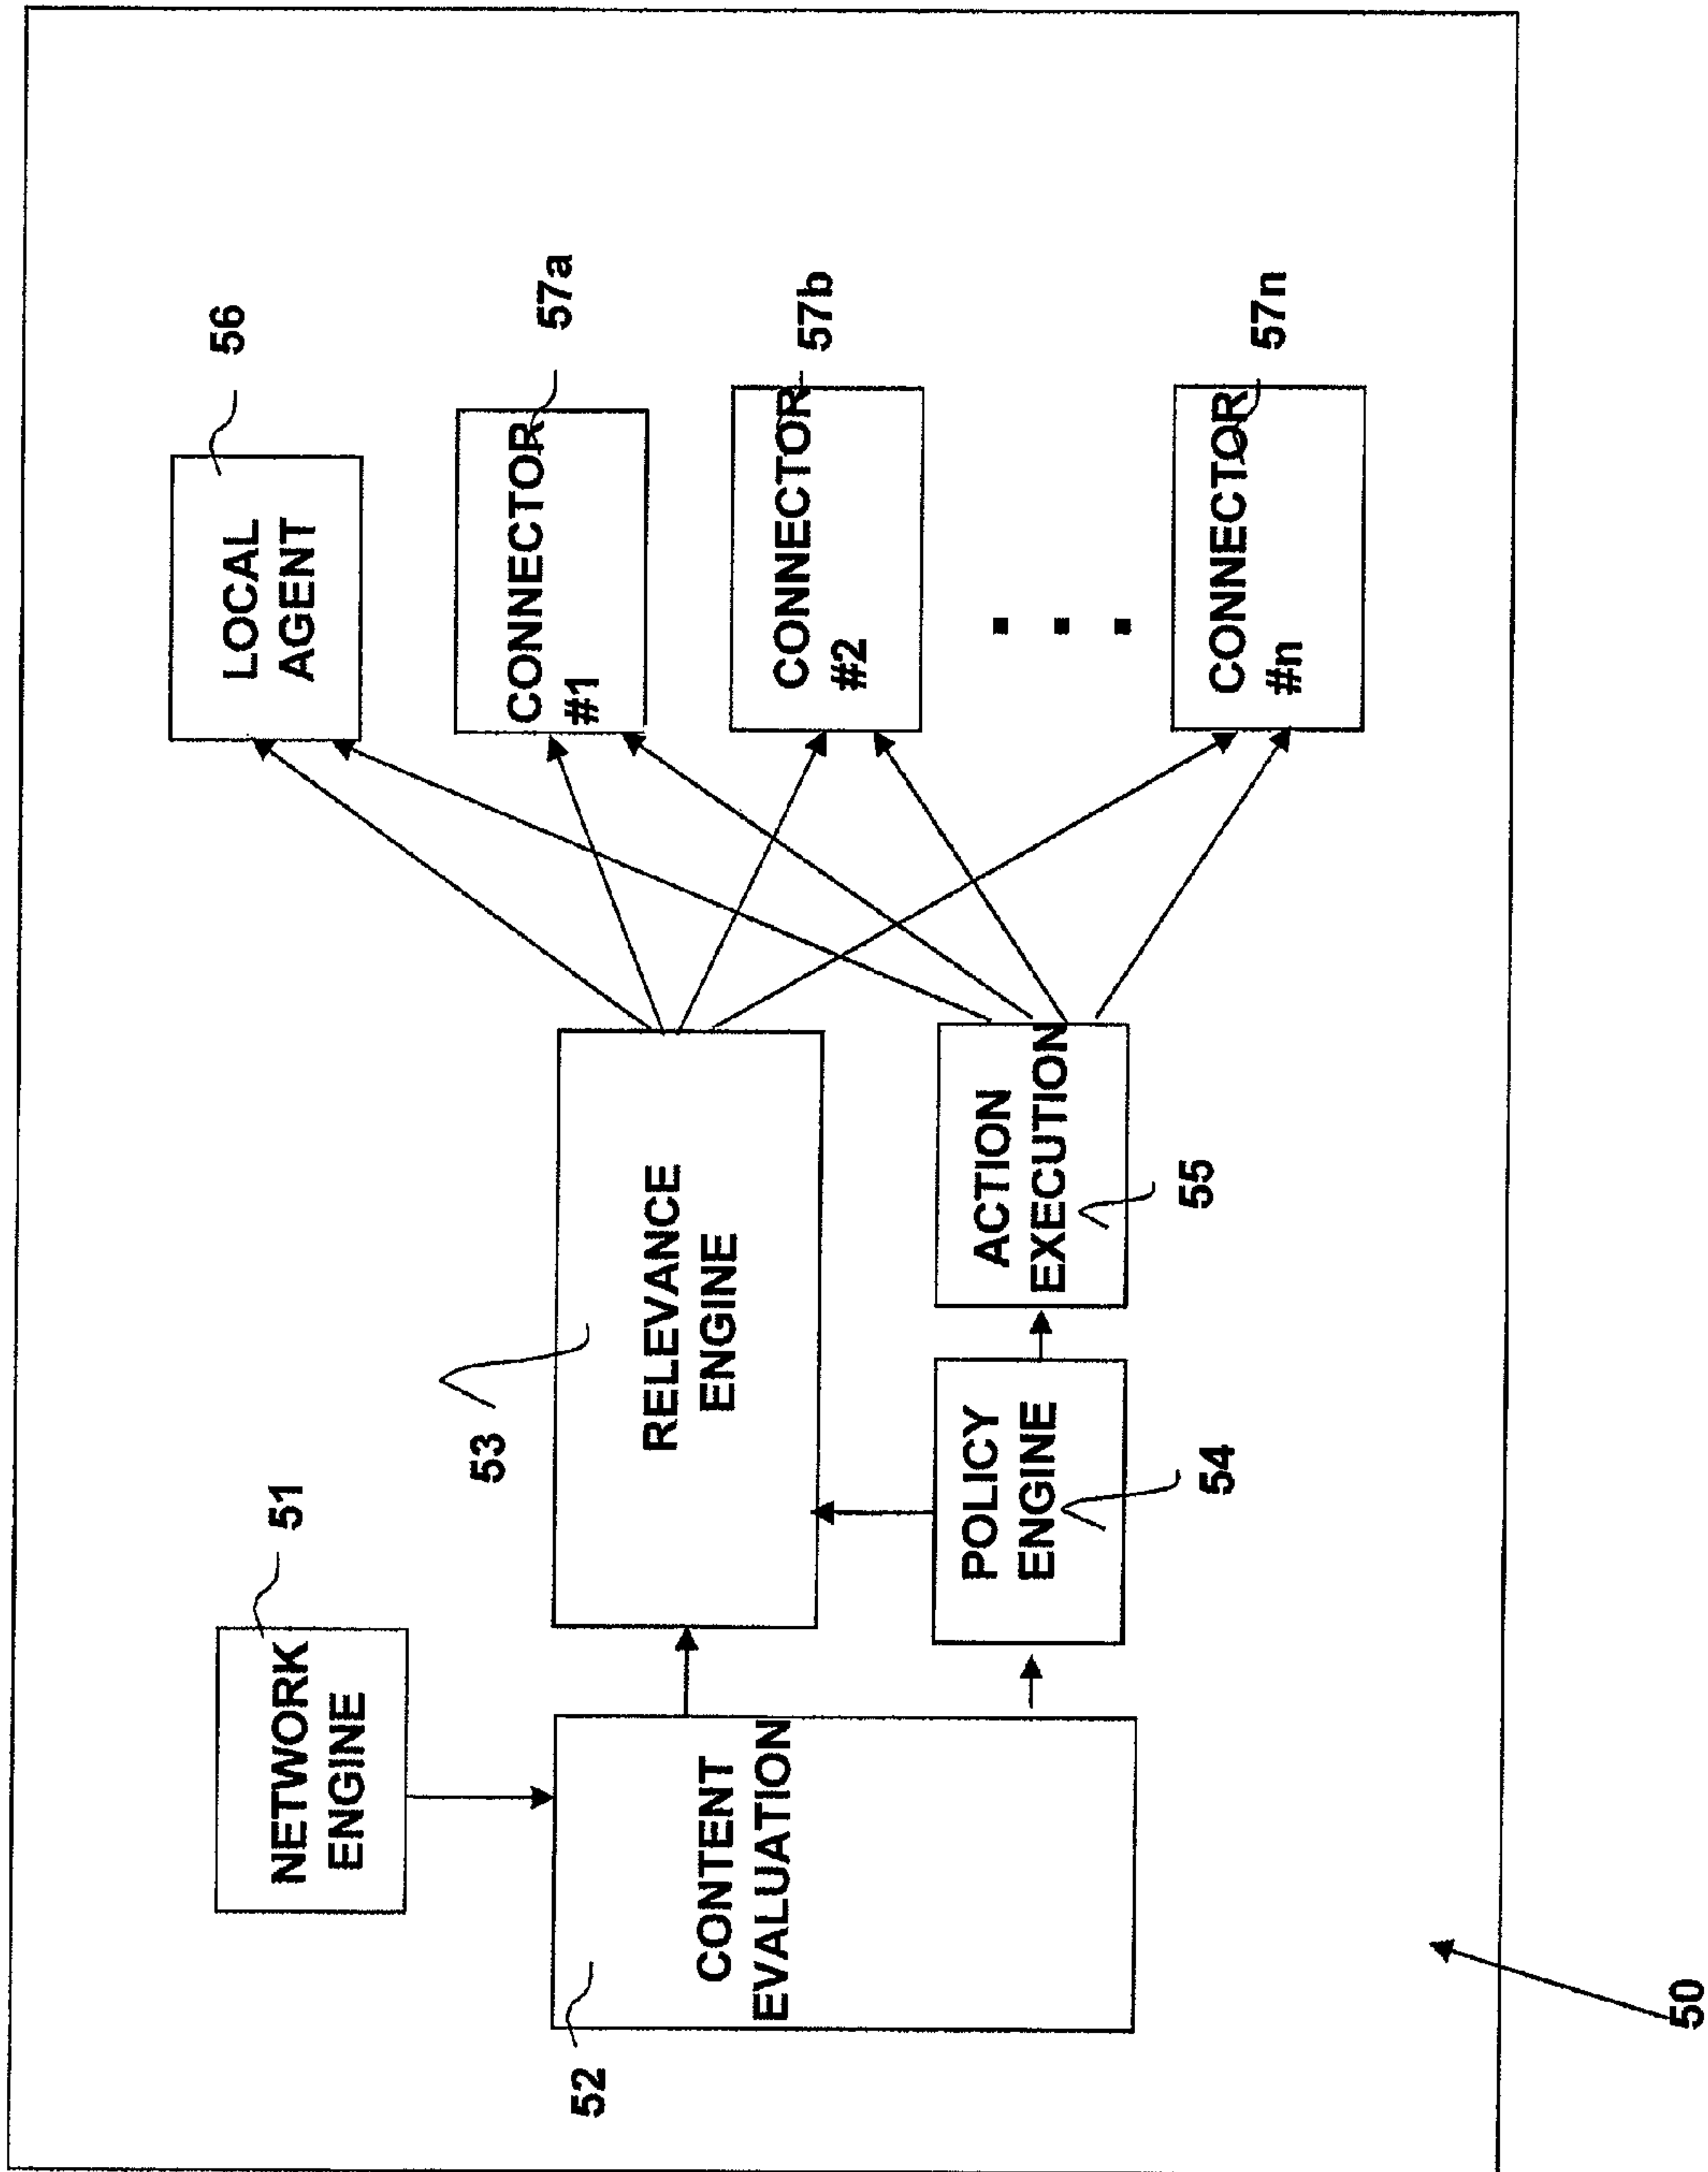 56
LOCAL
AGENT
51
NETWORK
ENGINE
57a
CONNECTOR
#1
53
RELEVANCE
ENGINE
52
CONTENT
EVALUATION
57b
CONNECTOR
#2
POLICY
ENGINE
54
ACTION
EXECUTION
55
57n
CONNECTOR
#n
50